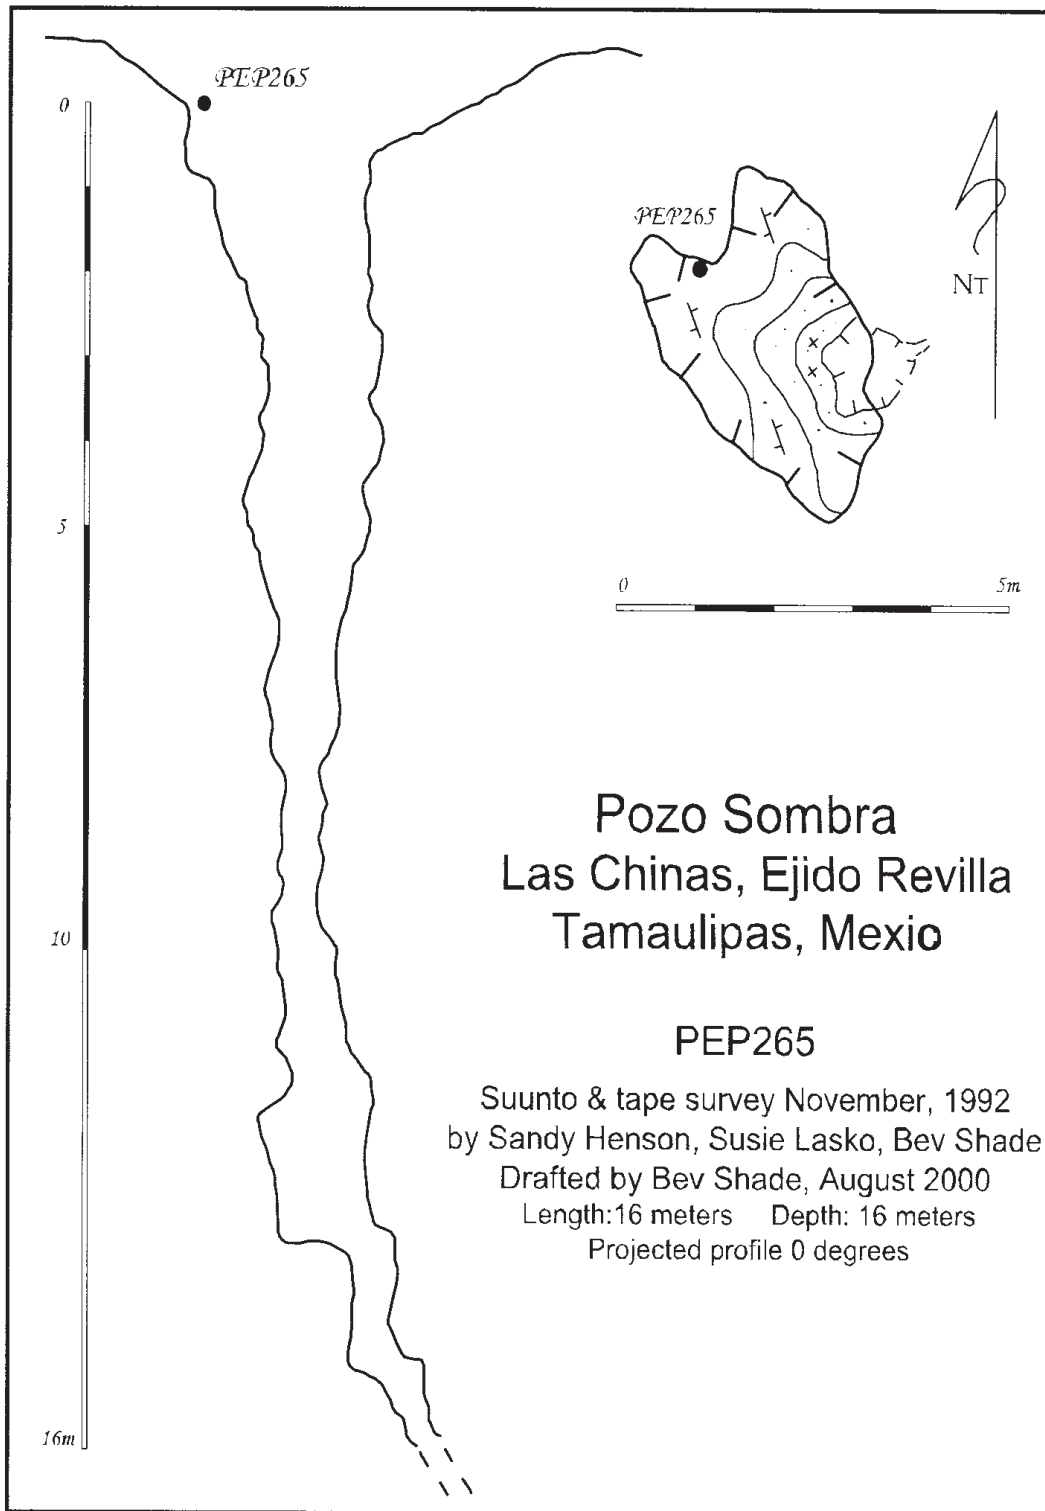 PEP265
0
5
10
16m
PEP265
NT
0 5m
Pozo Sombra
Las Chinas, Ejido Revilla
Tamaulipas, Mexio
PEP265
Suunto & tape survey November, 1992
by Sandy Henson, Susie Lasko, Bev Shade
Drafted by Bev Shade, August 2000
Length:16 meters Depth: 16 meters
Projected profile 0 degrees